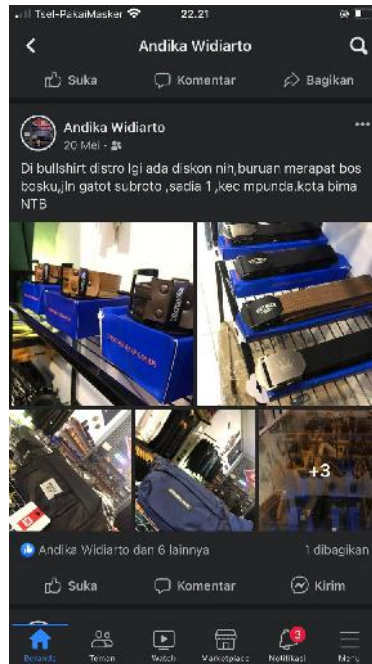 Tsel-PakaiMasker
22.21
Andika Widiarto
Suka
Komentar
Bagikan
Andika Widiarto
20 Mei
Di bullshirt distro lgi ada diskon nih,buruan merapat bos
bosku,jln gatot subroto ,sadia 1 ,kec mpunda.kota bima
NTB
+3
Andika Widiarto dan 6 lainnya
1 dibagikan
Suka
Komentar
Kirim
3
Beranda
Teman
Watch
Marketplace
Notifikasi
Menu